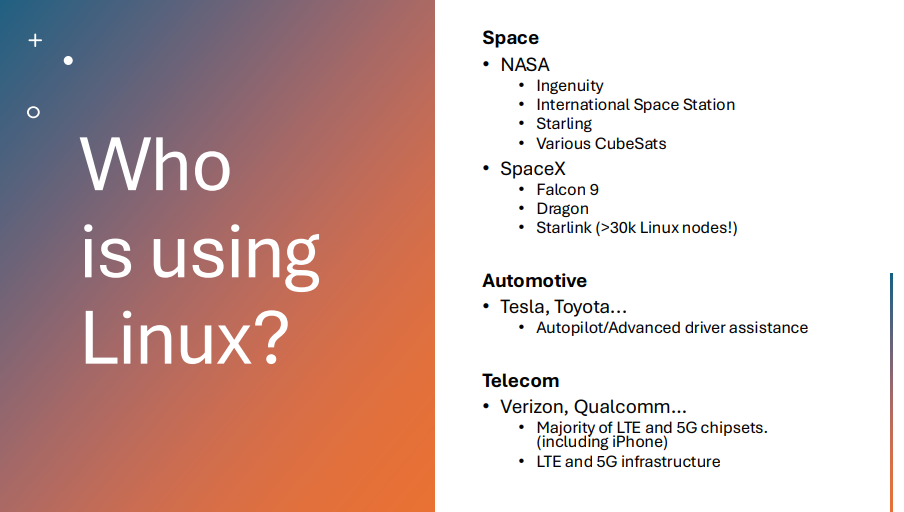 Who
is using
Linux?
Space
• NASA
• Ingenuity
• International Space Station
• Starling
• Various CubeSats
• SpaceX
• Falcon 9
• Dragon
• Starlink (>30k Linux nodes!)
Automotive
• Tesla, Toyota...
• Autopilot/Advanced driver assistance
Telecom
• Verizon, Qualcomm...
• Majority of LTE and 5G chipsets.
(including iPhone)
• LTE and 5G infrastructure